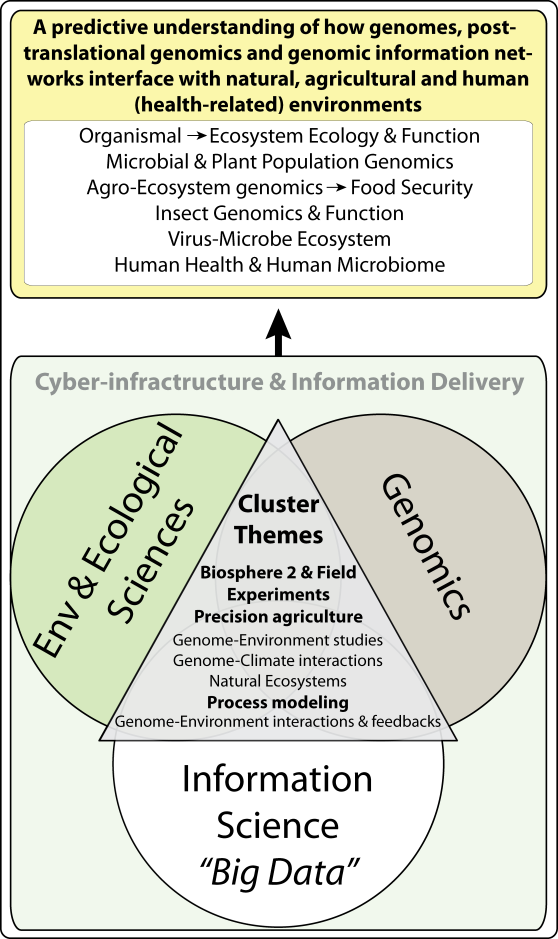 A predictive understanding of how genomes, post-
translational genomics and genomic information net-
works interface with natural, agricultural and human
(health-related) environments
Organismal → Ecosystem Ecology & Function
Microbial & Plant Population Genomics
Agro-Ecosystem genomics → Food Security
Insect Genomics & Function
Virus-Microbe Ecosystem
Human Health & Human Microbiome
Cyber-infractructure & Information Delivery
Env & Ecological
Sciences
Genomics
Cluster
Themes
Biosphere 2 & Field
Experiments
Precision agriculture
Genome-Environment studies
Genome-Climate interactions
Natural Ecosystems
Process modeling
Genome-Environment interactions & feedbacks
Information
Science
“Big Data”